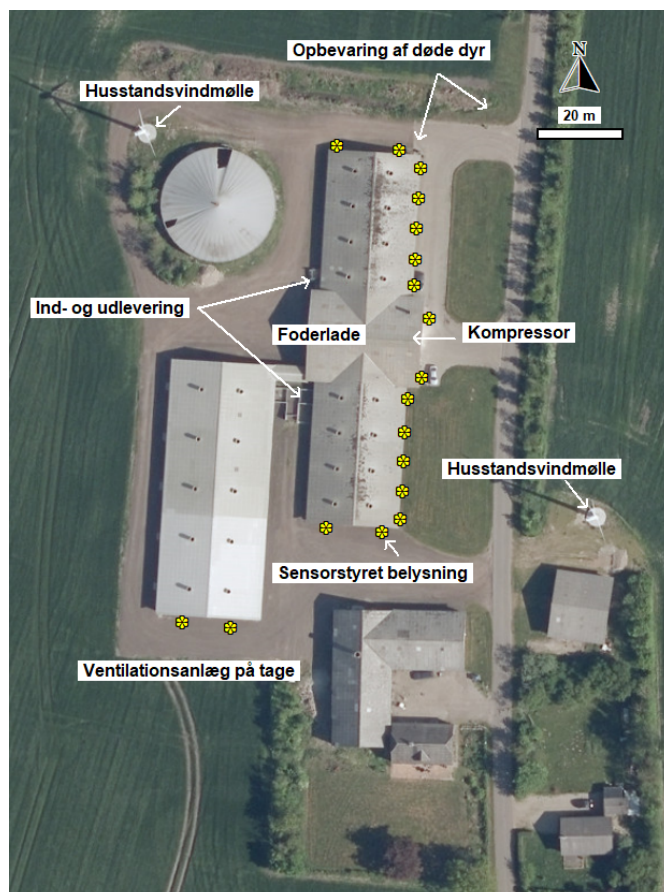 Opbevaring af døde dyr
N
Husstandsvindmølle
20 m
Ind- og udlevering
Foderlade
Kompressor
Husstandsvindmølle
Sensorstyret belysning
Ventilationsanlæg på tage